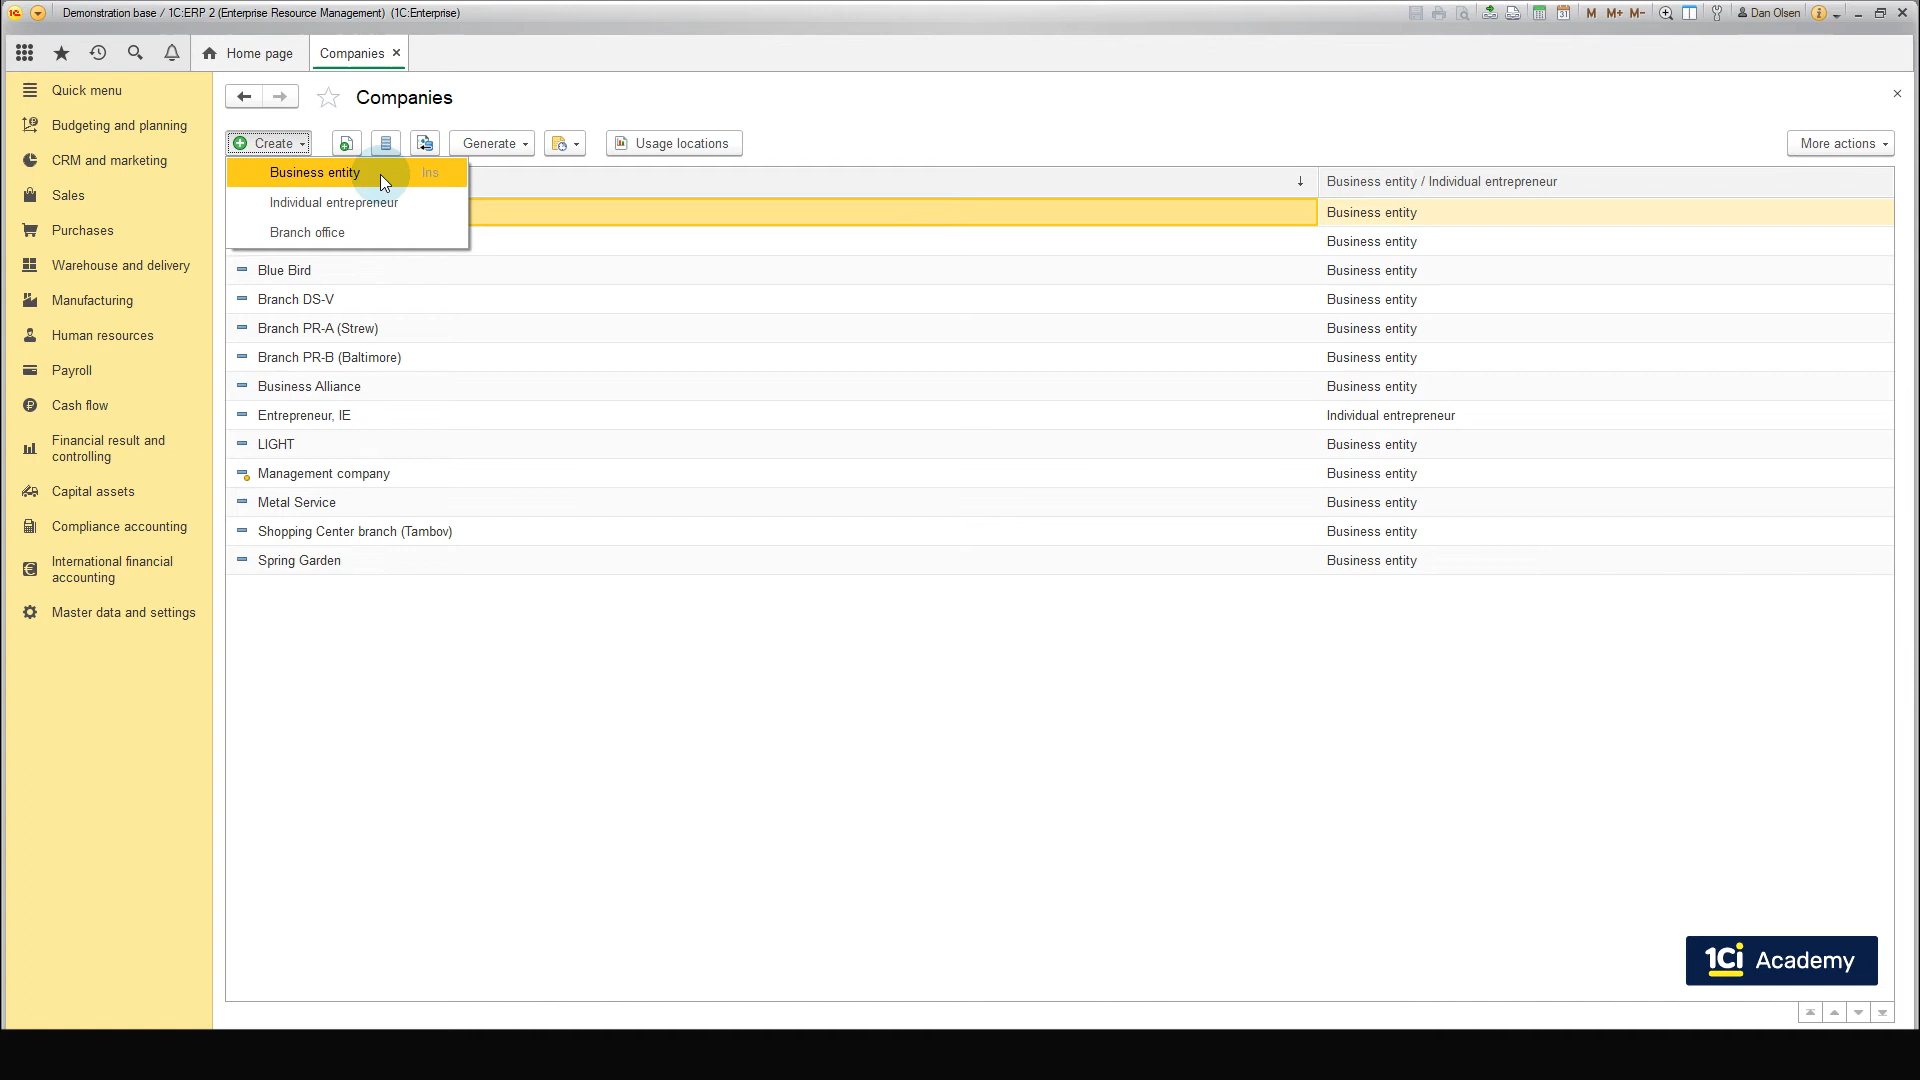 Demonstration base / 1C:ERP 2 (Enterprise Resource Management) (1C:Enterprise)
M M+ M- Dan Olsen
Home page
Companies
Quick menu
Budgeting and planning
CRM and marketing
Sales
Purchases
Warehouse and delivery
Manufacturing
Human resources
Payroll
Cash flow
Financial result and
controlling
Capital assets
Compliance accounting
International financial
accounting
Master data and settings
Companies
Create
Generate
Usage locations
More actions
Business entity Ins
Individual entrepreneur
Branch office
Business entity / Individual entrepreneur
Business entity
Business entity
Blue Bird Business entity
Branch DS-V Business entity
Branch PR-A (Strew) Business entity
Branch PR-B (Baltimore) Business entity
Business Alliance Business entity
Entrepreneur, IE Individual entrepreneur
LIGHT Business entity
Management company Business entity
Metal Service Business entity
Shopping Center branch (Tambov) Business entity
Spring Garden Business entity
1Ci Academy